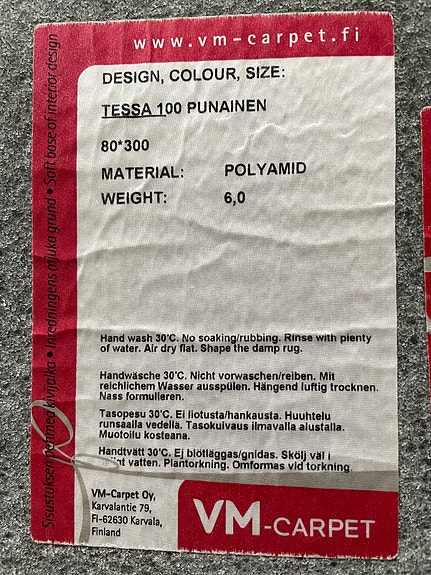 www.vm-carpet.fi
DESIGN, COLOUR, SIZE:
TESSA 100 PUNAINEN
80*300
MATERIAL: POLYAMID
WEIGHT: 6,0
Hand wash 30'C. No soaking/rubbing. Rinse with plenty
of water. Air dry flat. Shape the damp rug.
Handwäsche 30'C. Nicht vorwaschen/reiben. Mit
reichlichem Wasser ausspülen. Hängend luftig trocknen.
Nass formulieren.
Tasopesu 30'C. Ei liotusta/hankausta. Huuhtelu
runsaalla vedellä. Tasokuivaus ilmavalla alustalla.
Muotoilu kosteana.
Handtvätt 30'C. Ej blötläggas/gnidas. Skölj väl i
vatten. Plantorkning. Omformas vid torkning.
VM-Carpet Oy,
Karvalantie 79,
FI-62630 Karvala,
Finland
VM-CARPET
Sisustuksen pehmeä kivijalka • Inredningens mjuka grund • Soft base of interior design